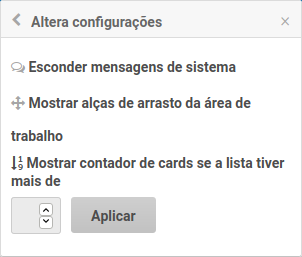 Altera configurações
Esconder mensagens de sistema
Mostrar alças de arrasto da área de
trabalho
Mostrar contador de cards se a lista tiver
mais de
Aplicar